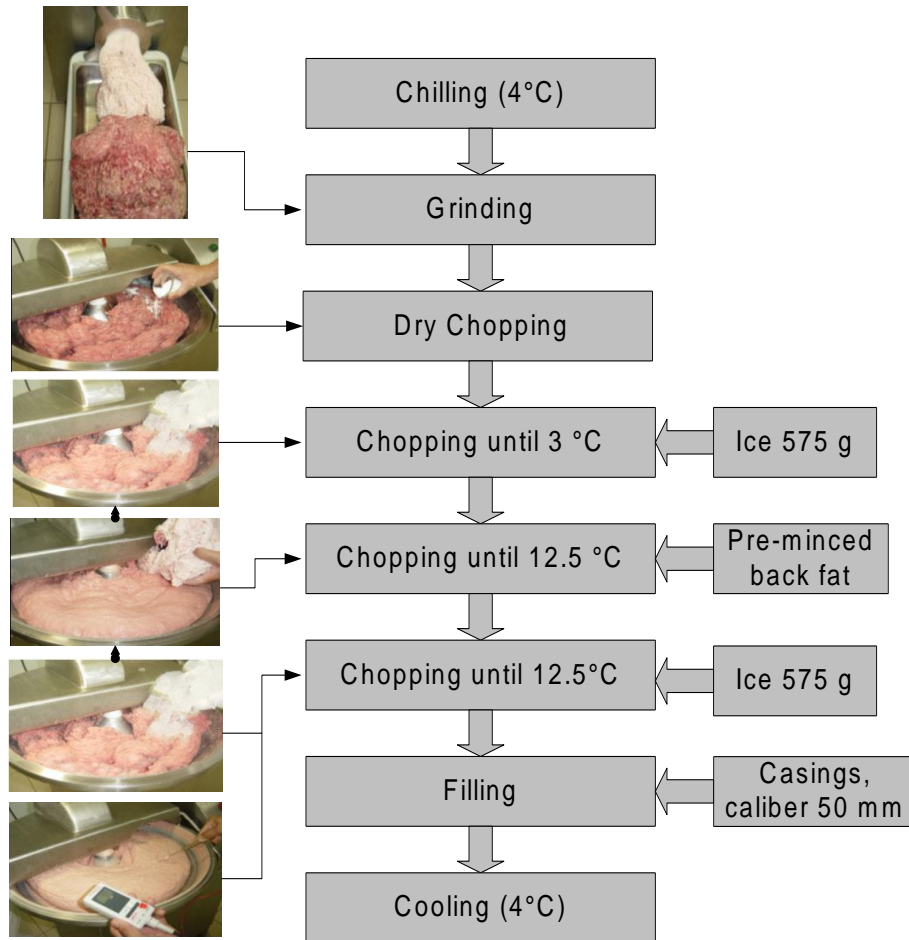 Chilling (4°C)
Grinding
Dry Chopping
Chopping until 3 °C
Ice 575 g
Chopping until 12.5 °C
Pre-minced
back fat
Chopping until 12.5°C
Ice 575 g
Filling
Casings,
caliber 50 mm
Cooling (4°C)